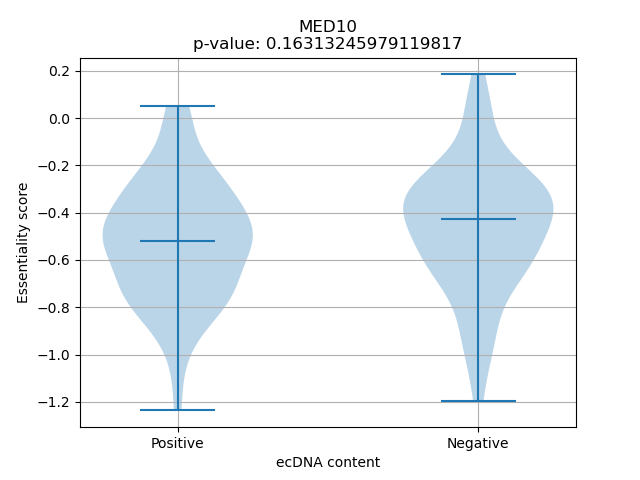 MED10
p-value: 0.16313245979119817
0.2
0.0
−0.2
−0.4
−0.6
−0.8
−1.0
−1.2
Essentiality score
Positive
Negative
ecDNA content